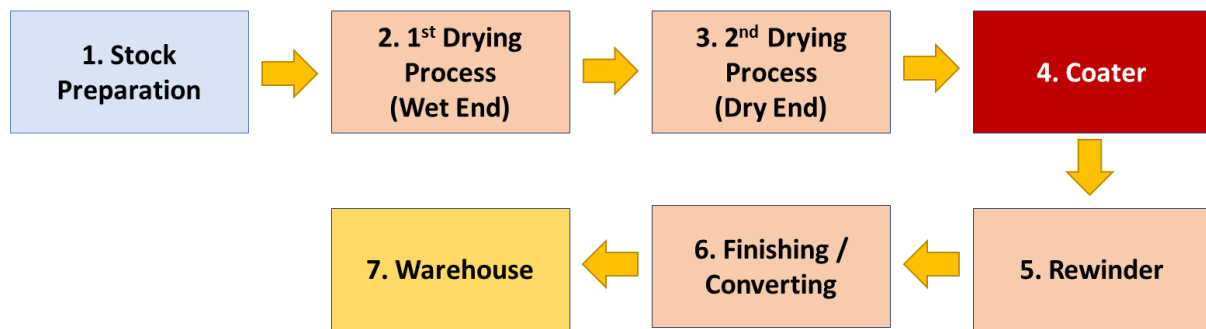 1. Stock
Preparation
2. 1st Drying
Process
(Wet End)
3. 2nd Drying
Process
(Dry End)
4. Coater
5. Rewinder
6. Finishing /
Converting
7. Warehouse